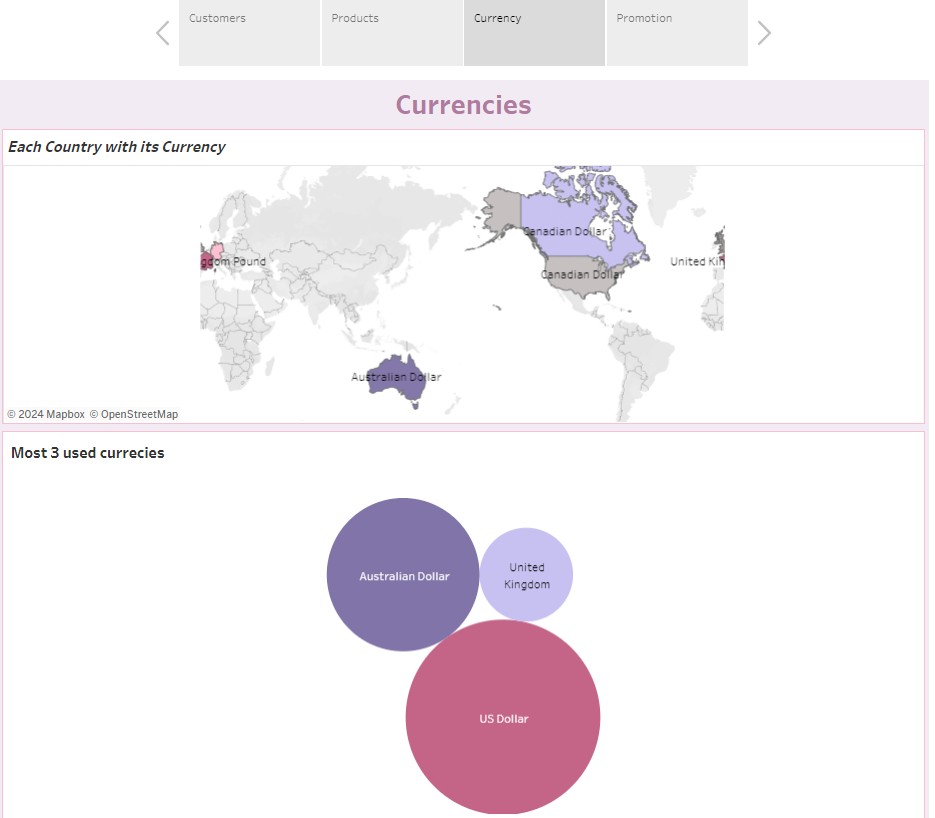 Customers
Products
Currency
Promotion
Currencies
Each Country with its Currency
Canadian Dollar
gdom Pound
United Kin
Canadian Dollar
Australian Dollar
© 2024 Mapbox © OpenStreetMap
Most 3 used currecies
Australian Dollar
United
Kingdom
US Dollar